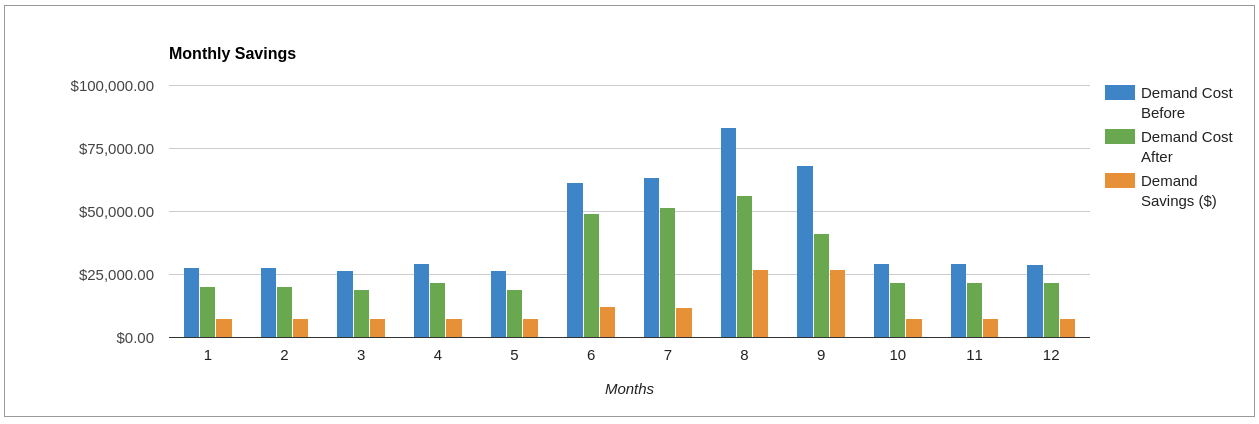 Monthly Savings
$100,000.00
$75,000.00
$50,000.00
$25,000.00
$0.00
1 2 3 4 5 6 7 8 9 10 11 12
Months
Demand Cost
Before
Demand Cost
After
Demand
Savings ($)